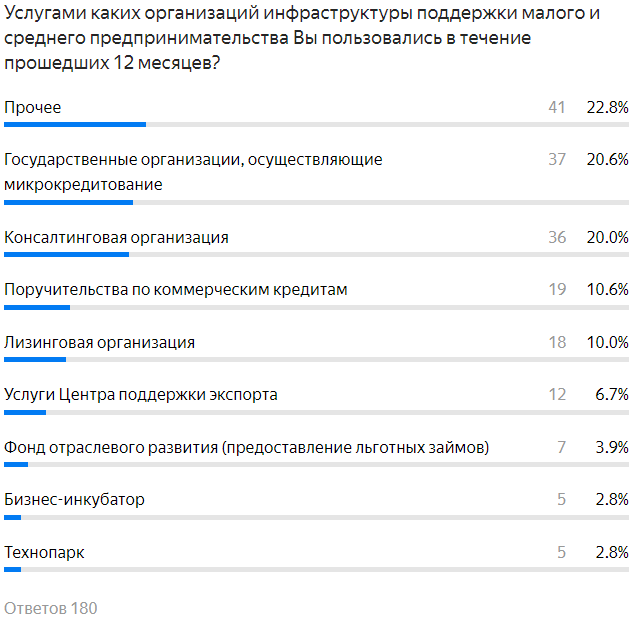 Услугами каких организаций инфраструктуры поддержки малого и
среднего предпринимательства Вы пользовались в течение
прошедших 12 месяцев?
Прочее 41 22.8%
Государственные организации, осуществляющие
микрокредитование 37 20.6%
Консалтинговая организация 36 20.0%
Поручительства по коммерческим кредитам 19 10.6%
Лизинговая организация 18 10.0%
Услуги Центра поддержки экспорта 12 6.7%
Фонд отраслевого развития (предоставление льготных займов) 7 3.9%
Бизнес-инкубатор 5 2.8%
Технопарк 5 2.8%
Ответов 180